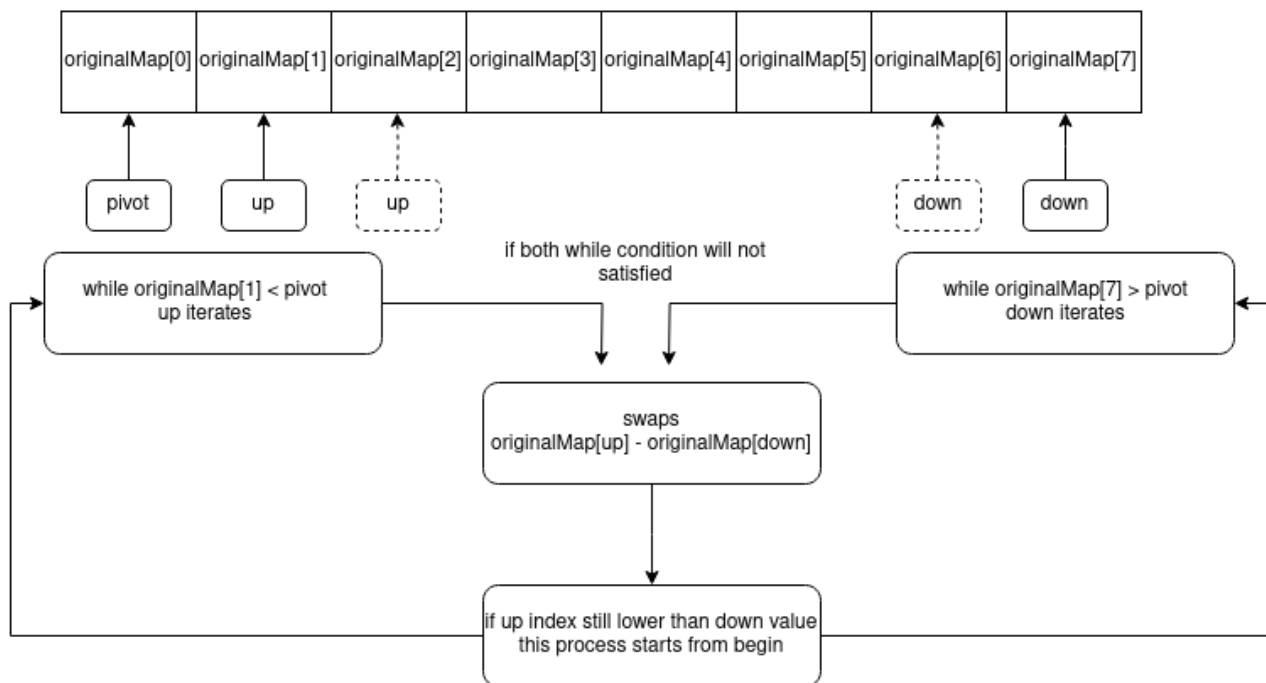 originalMap[0] originalMap[1] originalMap[2] originalMap[3] originalMap[4] originalMap[5] originalMap[6] originalMap[7]
pivot up up down down
if both while condition will not
satisfied
while originalMap[1] < pivot
up iterates
while originalMap[7] > pivot
down iterates
swaps
originalMap[up] - originalMap[down]
if up index still lower than down value
this process starts from begin